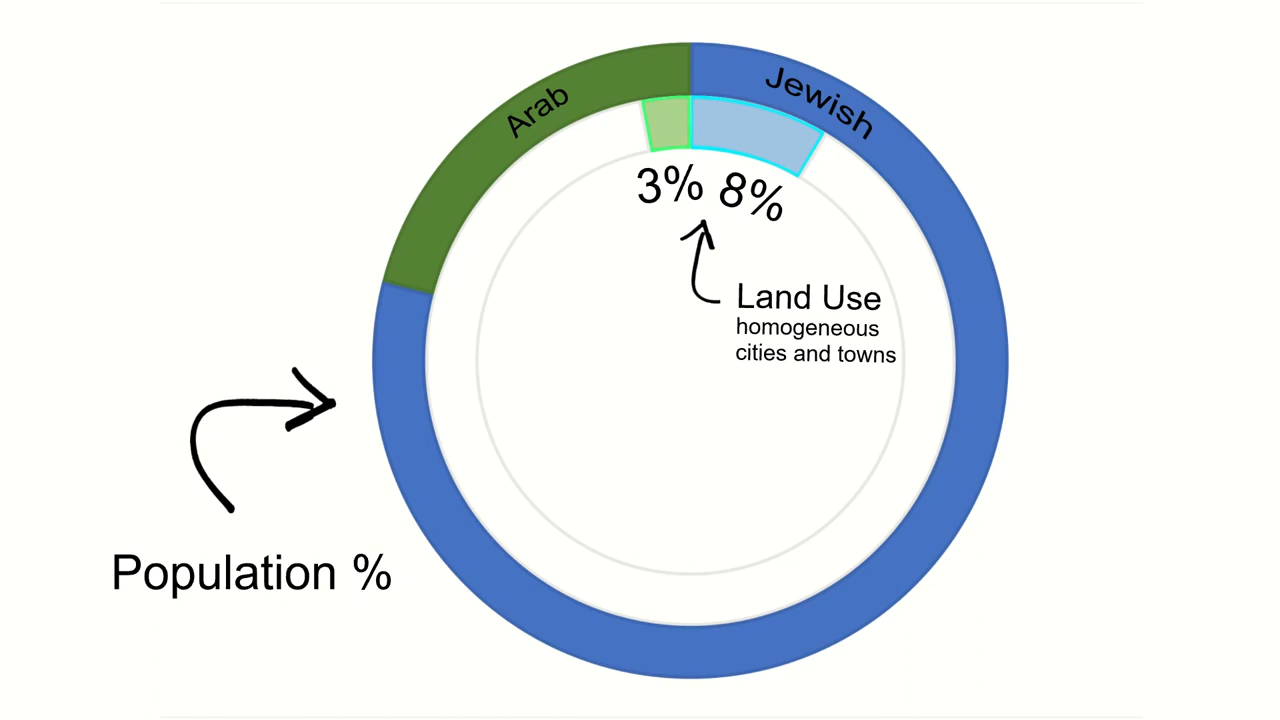 Arab
Jewish
3% 8%
Land Use
homogeneous
cities and towns
Population %